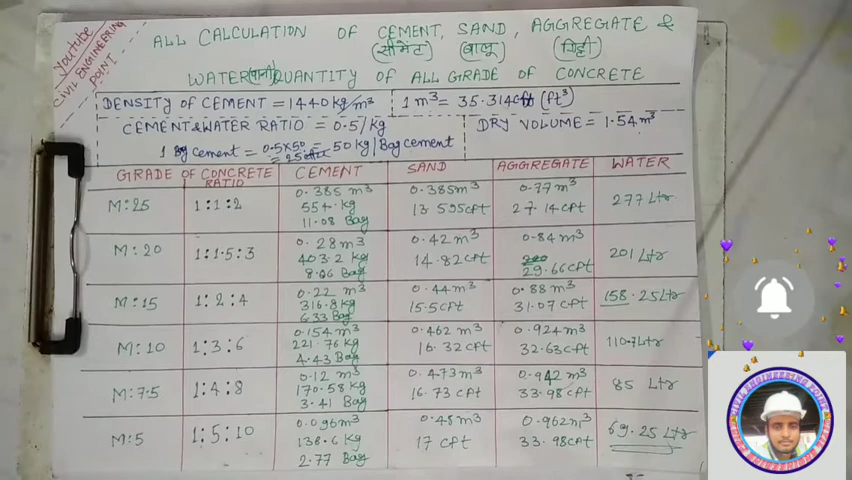 YouTube
CIVIL ENGINEERING
POINT
ALL CALCULATION OF CEMENT, SAND, AGGREGATE &
(सीमेंट) (बालू) (गिट्टी)
WATER (पानी) QUANTITY OF ALL GRADE OF CONCRETE
DENSITY OF CEMENT = 1440 kg/m³ 1 m³ = 35.314 cft (ft³)
CEMENT & WATER RATIO = 0.5/kg DRY VOLUME = 1.54 m³
1 Bag cement = 0.5×50 = 50 kg/Bag cement
= 25
GRADE OF CONCRETE CEMENT SAND AGGREGATE WATER
RATIO
M:25 1:1:2 0.385 m³ 0.385 m³ 0.77 m³ 277 Ltr
554. kg 13.595 cft 27.14 cft
11.08 Bag
M:20 1:1.5:3 0.28 m³ 0.42 m³ 0.84 m³ 201 Ltr
403.2 kg 14.82 cft 29.66 cft
8.06 Bag
M:15 1:2:4 0.22 m³ 0.44 m³ 0.88 m³ 158.25 Ltr
316.8 kg 15.5 cft 31.07 cft
6.33 Bag
M:10 1:3:6 0.154 m³ 0.462 m³ 0.924 m³ 110.7 Ltr
221.76 kg 16.32 cft 32.63 cft
4.43 Bag
M:7.5 1:4:8 0.12 m³ 0.473 m³ 0.942 m³ 85 Ltr
170.58 kg 16.73 cft 33.98 cft
3.41 Bag
M:5 1:5:10 0.096 m³ 0.48 m³ 0.962 m³ 69.25 Ltr
138.6 kg 17 cft 33.98 cft
2.77 Bag
CIVIL ENGINEERING POINT